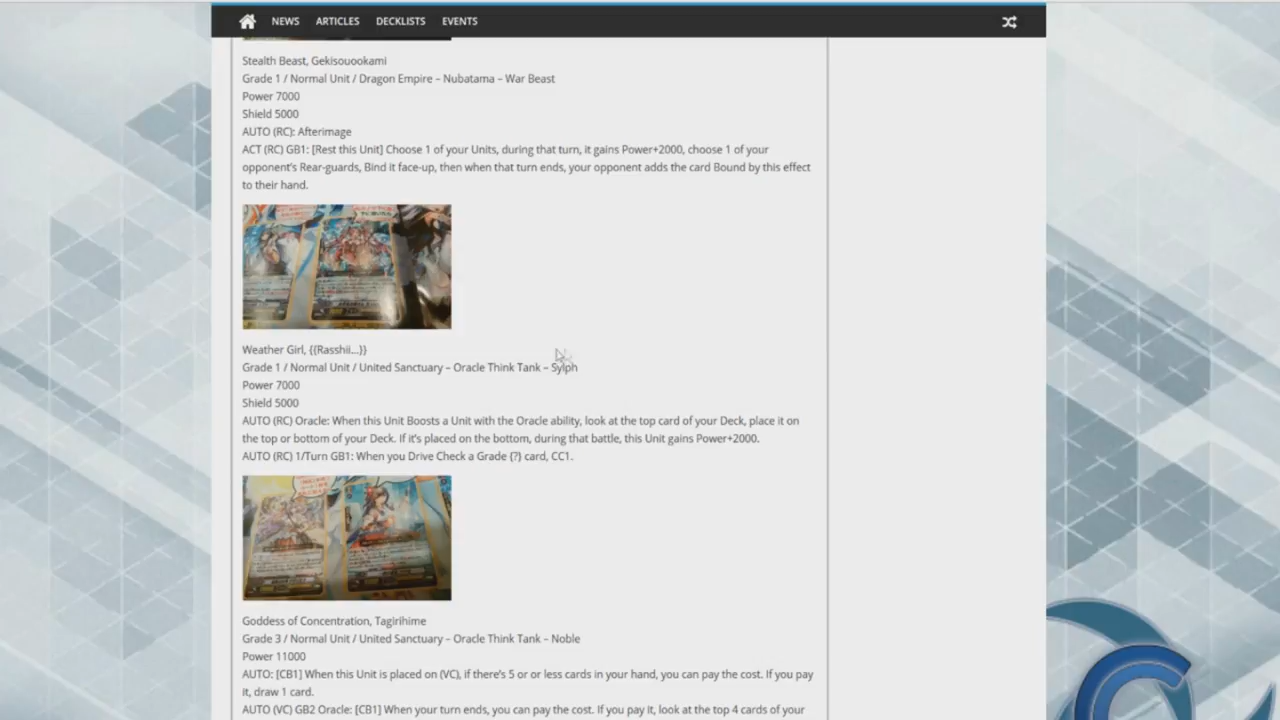 NEWS ARTICLES DECKLISTS EVENTS
Stealth Beast, Gekisouookami
Grade 1 / Normal Unit / Dragon Empire – Nubatama – War Beast
Power 7000
Shield 5000
AUTO (RC): Afterimage
ACT (RC) GB1: [Rest this Unit] Choose 1 of your Units, during that turn, it gains Power+2000, choose 1 of your
opponent's Rear-guards, Bind it face-up, then when that turn ends, your opponent adds the card Bound by this effect
to their hand.
Weather Girl, {{Rasshii...}}
Grade 1 / Normal Unit / United Sanctuary – Oracle Think Tank – Sylph
Power 7000
Shield 5000
AUTO (RC) Oracle: When this Unit Boosts a Unit with the Oracle ability, look at the top card of your Deck, place it on
the top or bottom of your Deck. If it's placed on the bottom, during that battle, this Unit gains Power+2000.
AUTO (RC) 1/Turn GB1: When you Drive Check a Grade {?} card, CC1.
Goddess of Concentration, Tagirihime
Grade 3 / Normal Unit / United Sanctuary – Oracle Think Tank – Noble
Power 11000
AUTO: [CB1] When this Unit is placed on (VC), if there's 5 or or less cards in your hand, you can pay the cost. If you pay
it, draw 1 card.
AUTO (VC) GB2 Oracle: [CB1] When your turn ends, you can pay the cost. If you pay it, look at the top 4 cards of your